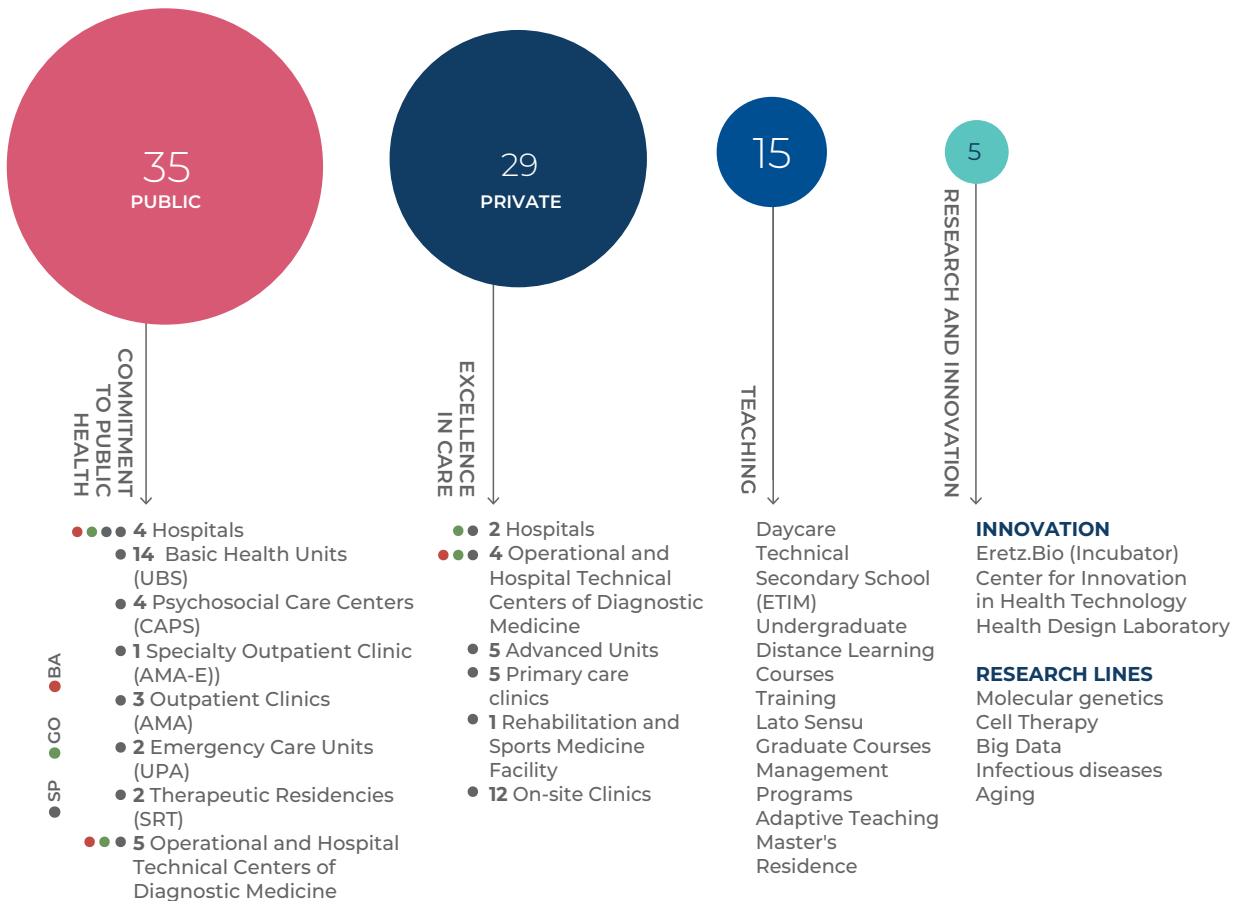 35
PUBLIC
COMMITMENT
TO PUBLIC
HEALTH
4 Hospitals
14 Basic Health Units
(UBS)
4 Psychosocial Care Centers
(CAPS)
1 Specialty Outpatient Clinic
(AMA-E))
3 Outpatient Clinics
(AMA)
2 Emergency Care Units
(UPA)
2 Therapeutic Residencies
(SRT)
5 Operational and Hospital
Technical Centers of
Diagnostic Medicine
BA
GO
SP
29
PRIVATE
EXCELLENCE
IN CARE
2 Hospitals
4 Operational and
Hospital Technical
Centers of Diagnostic
Medicine
5 Advanced Units
5 Primary care
clinics
1 Rehabilitation and
Sports Medicine
Facility
12 On-site Clinics
15
TEACHING
Daycare
Technical
Secondary School
(ETIM)
Undergraduate
Distance Learning
Courses
Training
Lato Sensu
Graduate Courses
Management
Programs
Adaptive Teaching
Master's
Residence
5
RESEARCH AND INNOVATION
INNOVATION
Eretz.Bio (Incubator)
Center for Innovation
in Health Technology
Health Design Laboratory
RESEARCH LINES
Molecular genetics
Cell Therapy
Big Data
Infectious diseases
Aging